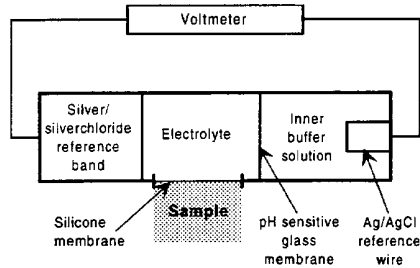 Voltmeter
Silver/
silverchloride
reference
band
Electrolyte
Inner
buffer
solution
Silicone
membrane
Sample
pH sensitive
glass
membrane
Ag/AgCl
reference
wire